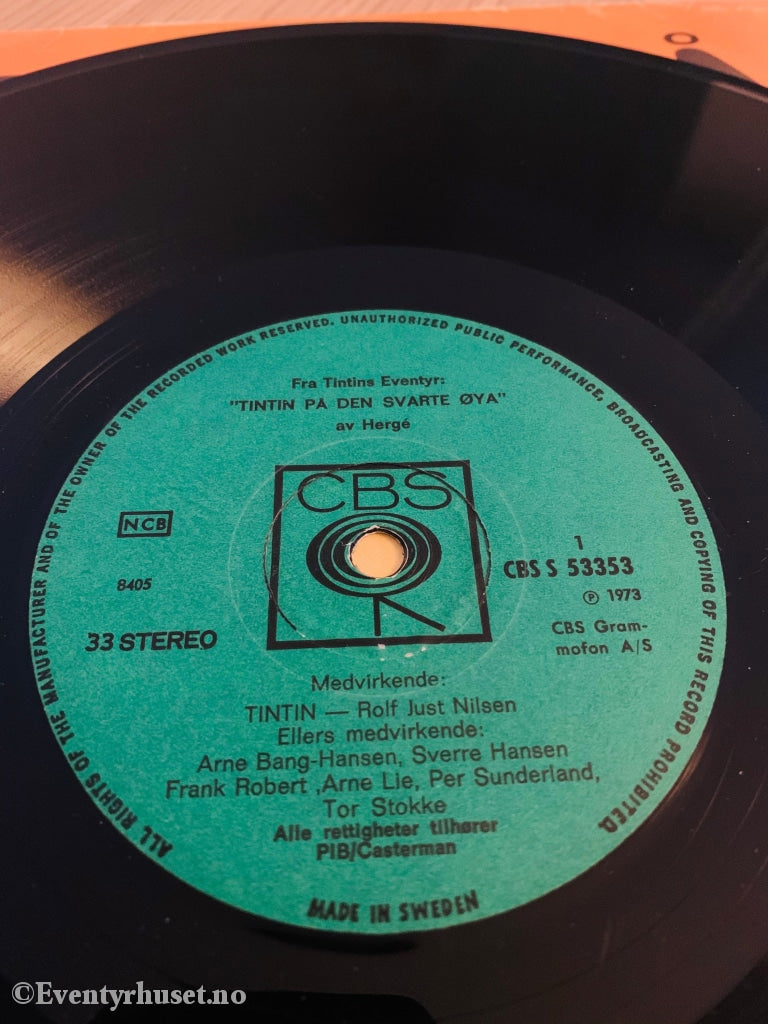 ALL RIGHTS OF THE MANUFACTURER AND OF THE OWNER OF THE RECORDED WORK RESERVED. UNAUTHORIZED PUBLIC PERFORMANCE, BROADCASTING AND COPYING OF THIS RECORD PROHIBITED.
Fra Tintins Eventyr:
"TINTIN PÅ DEN SVARTE ØYA"
av Hergé
CBS
NCB
8405
33 STEREO
1
CBS S 53353
Ⓟ 1973
CBS Gram-
mofon A/S
Medvirkende:
TINTIN — Rolf Just Nilsen
Ellers medvirkende:
Arne Bang-Hansen, Sverre Hansen
Frank Robert ,Arne Lie, Per Sunderland,
Tor Stokke
Alle rettigheter tilhører
PIB/Casterman
MADE IN SWEDEN
©Eventyrhuset.no